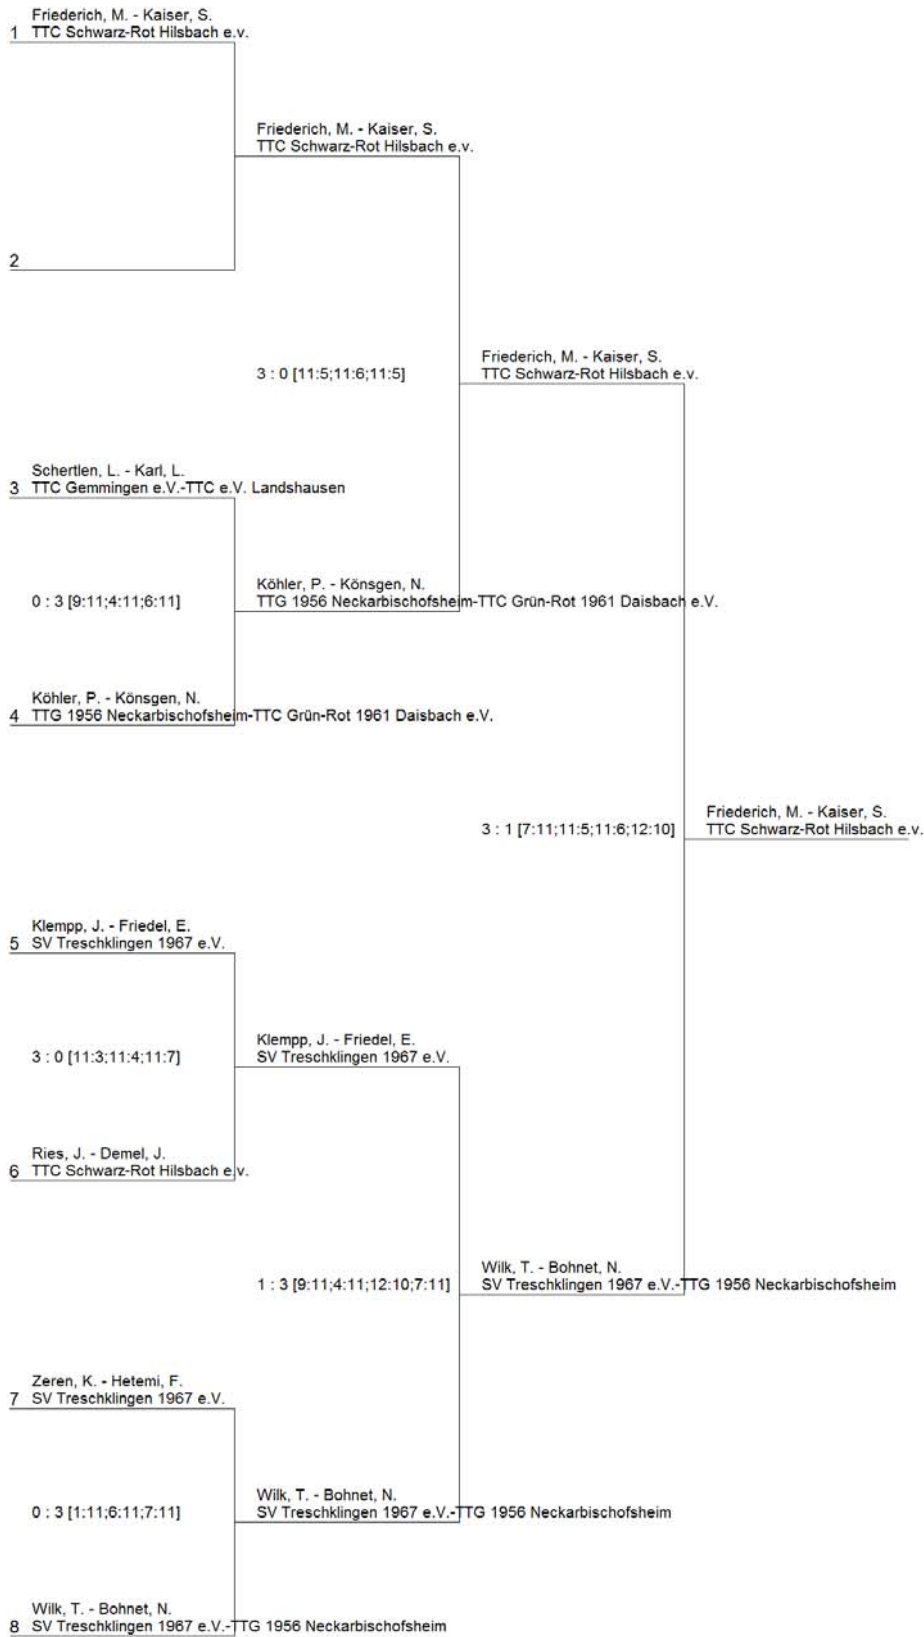 Friederich, M. - Kaiser, S.
1 TTC Schwarz-Rot Hilsbach e.v.
Friederich, M. - Kaiser, S.
TTC Schwarz-Rot Hilsbach e.v.
2
Friederich, M. - Kaiser, S.
TTC Schwarz-Rot Hilsbach e.v.
3 : 0 [11:5;11:6;11:5]
Schertlen, L. - Karl, L.
3 TTC Gemmingen e.V.-TTC e.V. Landshausen
Köhler, P. - Könsgen, N.
TTG 1956 Neckarbischofsheim-TTC Grün-Rot 1961 Daisbach e.V.
0 : 3 [9:11;4:11;6:11]
Köhler, P. - Könsgen, N.
4 TTG 1956 Neckarbischofsheim-TTC Grün-Rot 1961 Daisbach e.V.
Friederich, M. - Kaiser, S.
TTC Schwarz-Rot Hilsbach e.v.
3 : 1 [7:11;11:5;11:6;12:10]
Klempp, J. - Friedel, E.
5 SV Treschklingen 1967 e.V.
Klempp, J. - Friedel, E.
SV Treschklingen 1967 e.V.
3 : 0 [11:3;11:4;11:7]
Ries, J. - Demel, J.
6 TTC Schwarz-Rot Hilsbach e.v.
Wilk, T. - Bohnet, N.
SV Treschklingen 1967 e.V.-TTG 1956 Neckarbischofsheim
1 : 3 [9:11;4:11;12:10;7:11]
Zeren, K. - Hetemi, F.
7 SV Treschklingen 1967 e.V.
Wilk, T. - Bohnet, N.
SV Treschklingen 1967 e.V.-TTG 1956 Neckarbischofsheim
0 : 3 [1:11;6:11;7:11]
Wilk, T. - Bohnet, N.
8 SV Treschklingen 1967 e.V.-TTG 1956 Neckarbischofsheim